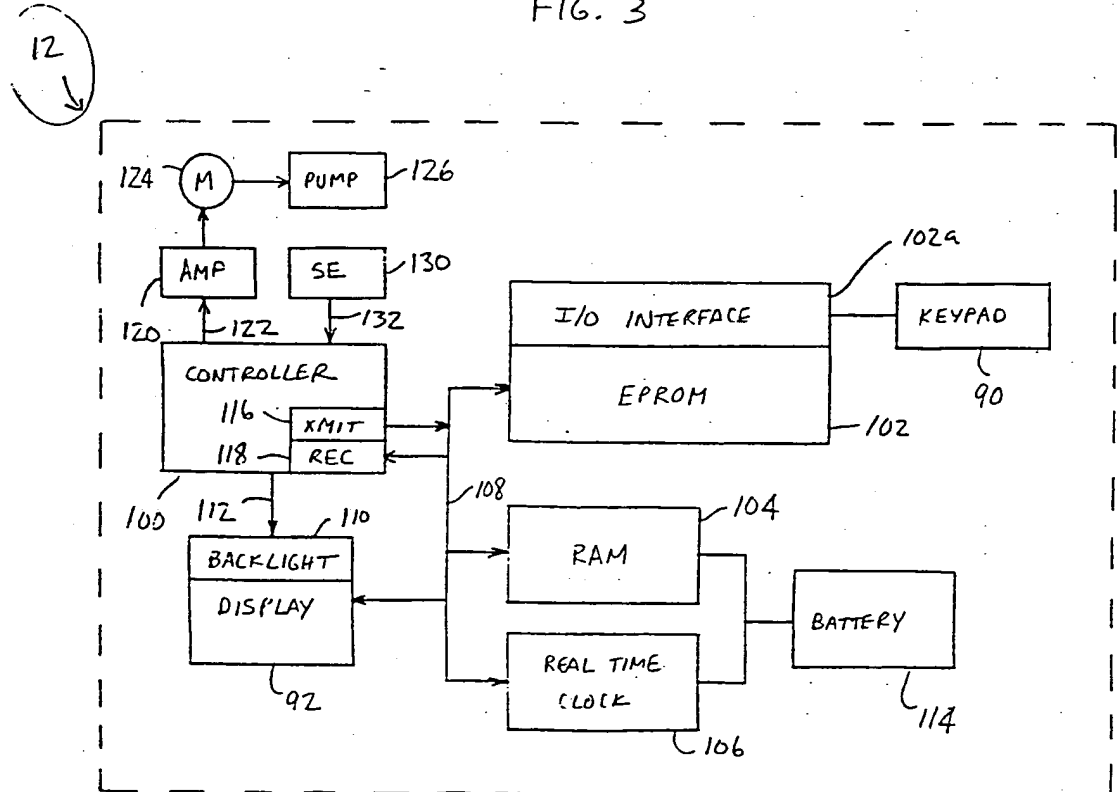 FIG. 3
12
124
M
PUMP
126
AMP
SE
130
120
122
132
102a
I/O INTERFACE
KEYPAD
90
CONTROLLER
EPROM
102
116
XMIT
118
REC
100
112
108
110
BACKLIGHT
DISPLAY
92
104
RAM
BATTERY
114
REAL TIME
CLOCK
106